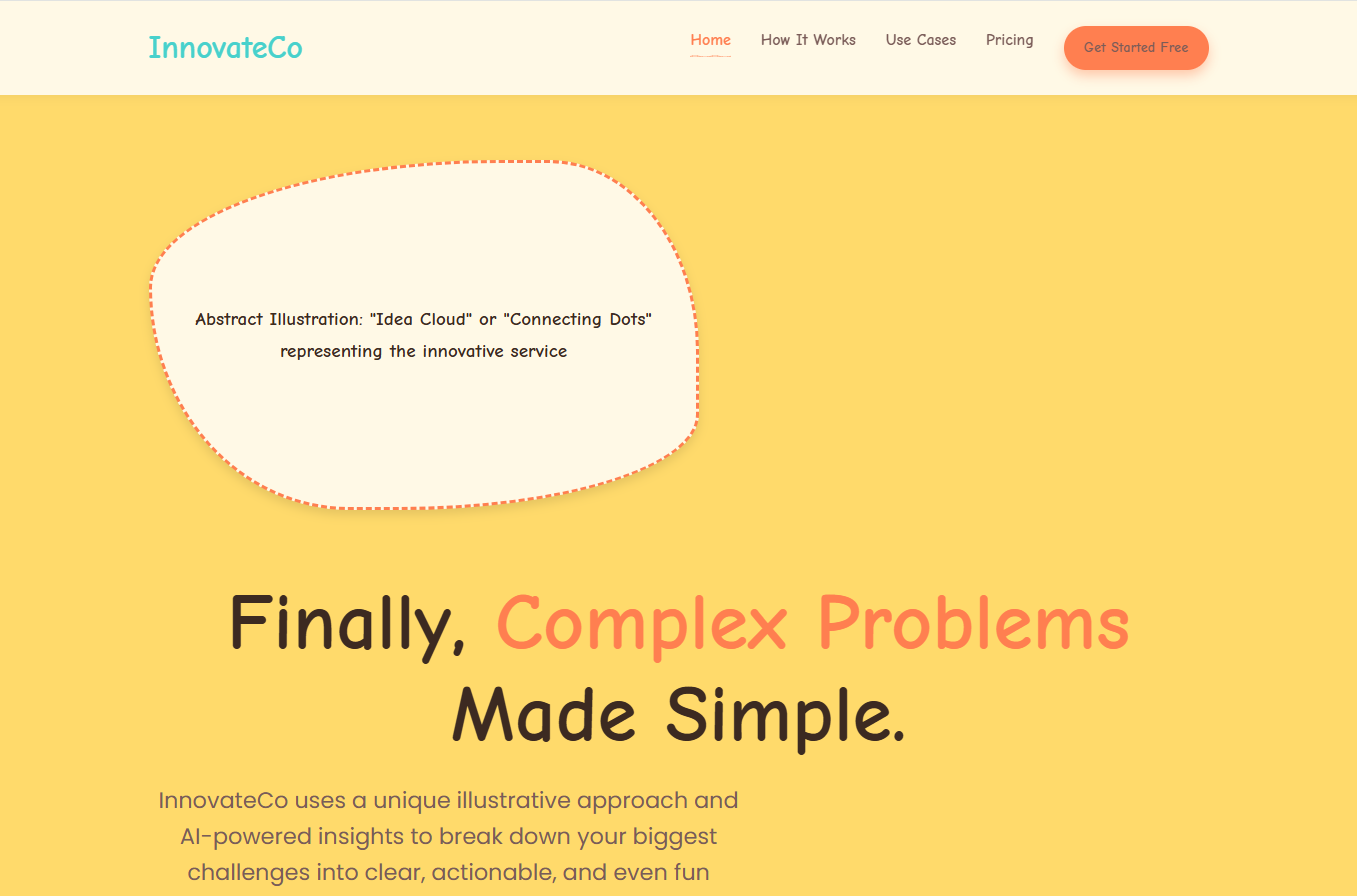 InnovateCo
Home How It Works Use Cases Pricing Get Started Free
Abstract Illustration: "Idea Cloud" or "Connecting Dots"
representing the innovative service
Finally, Complex Problems
Made Simple.
InnovateCo uses a unique illustrative approach and
AI-powered insights to break down your biggest
challenges into clear, actionable, and even fun